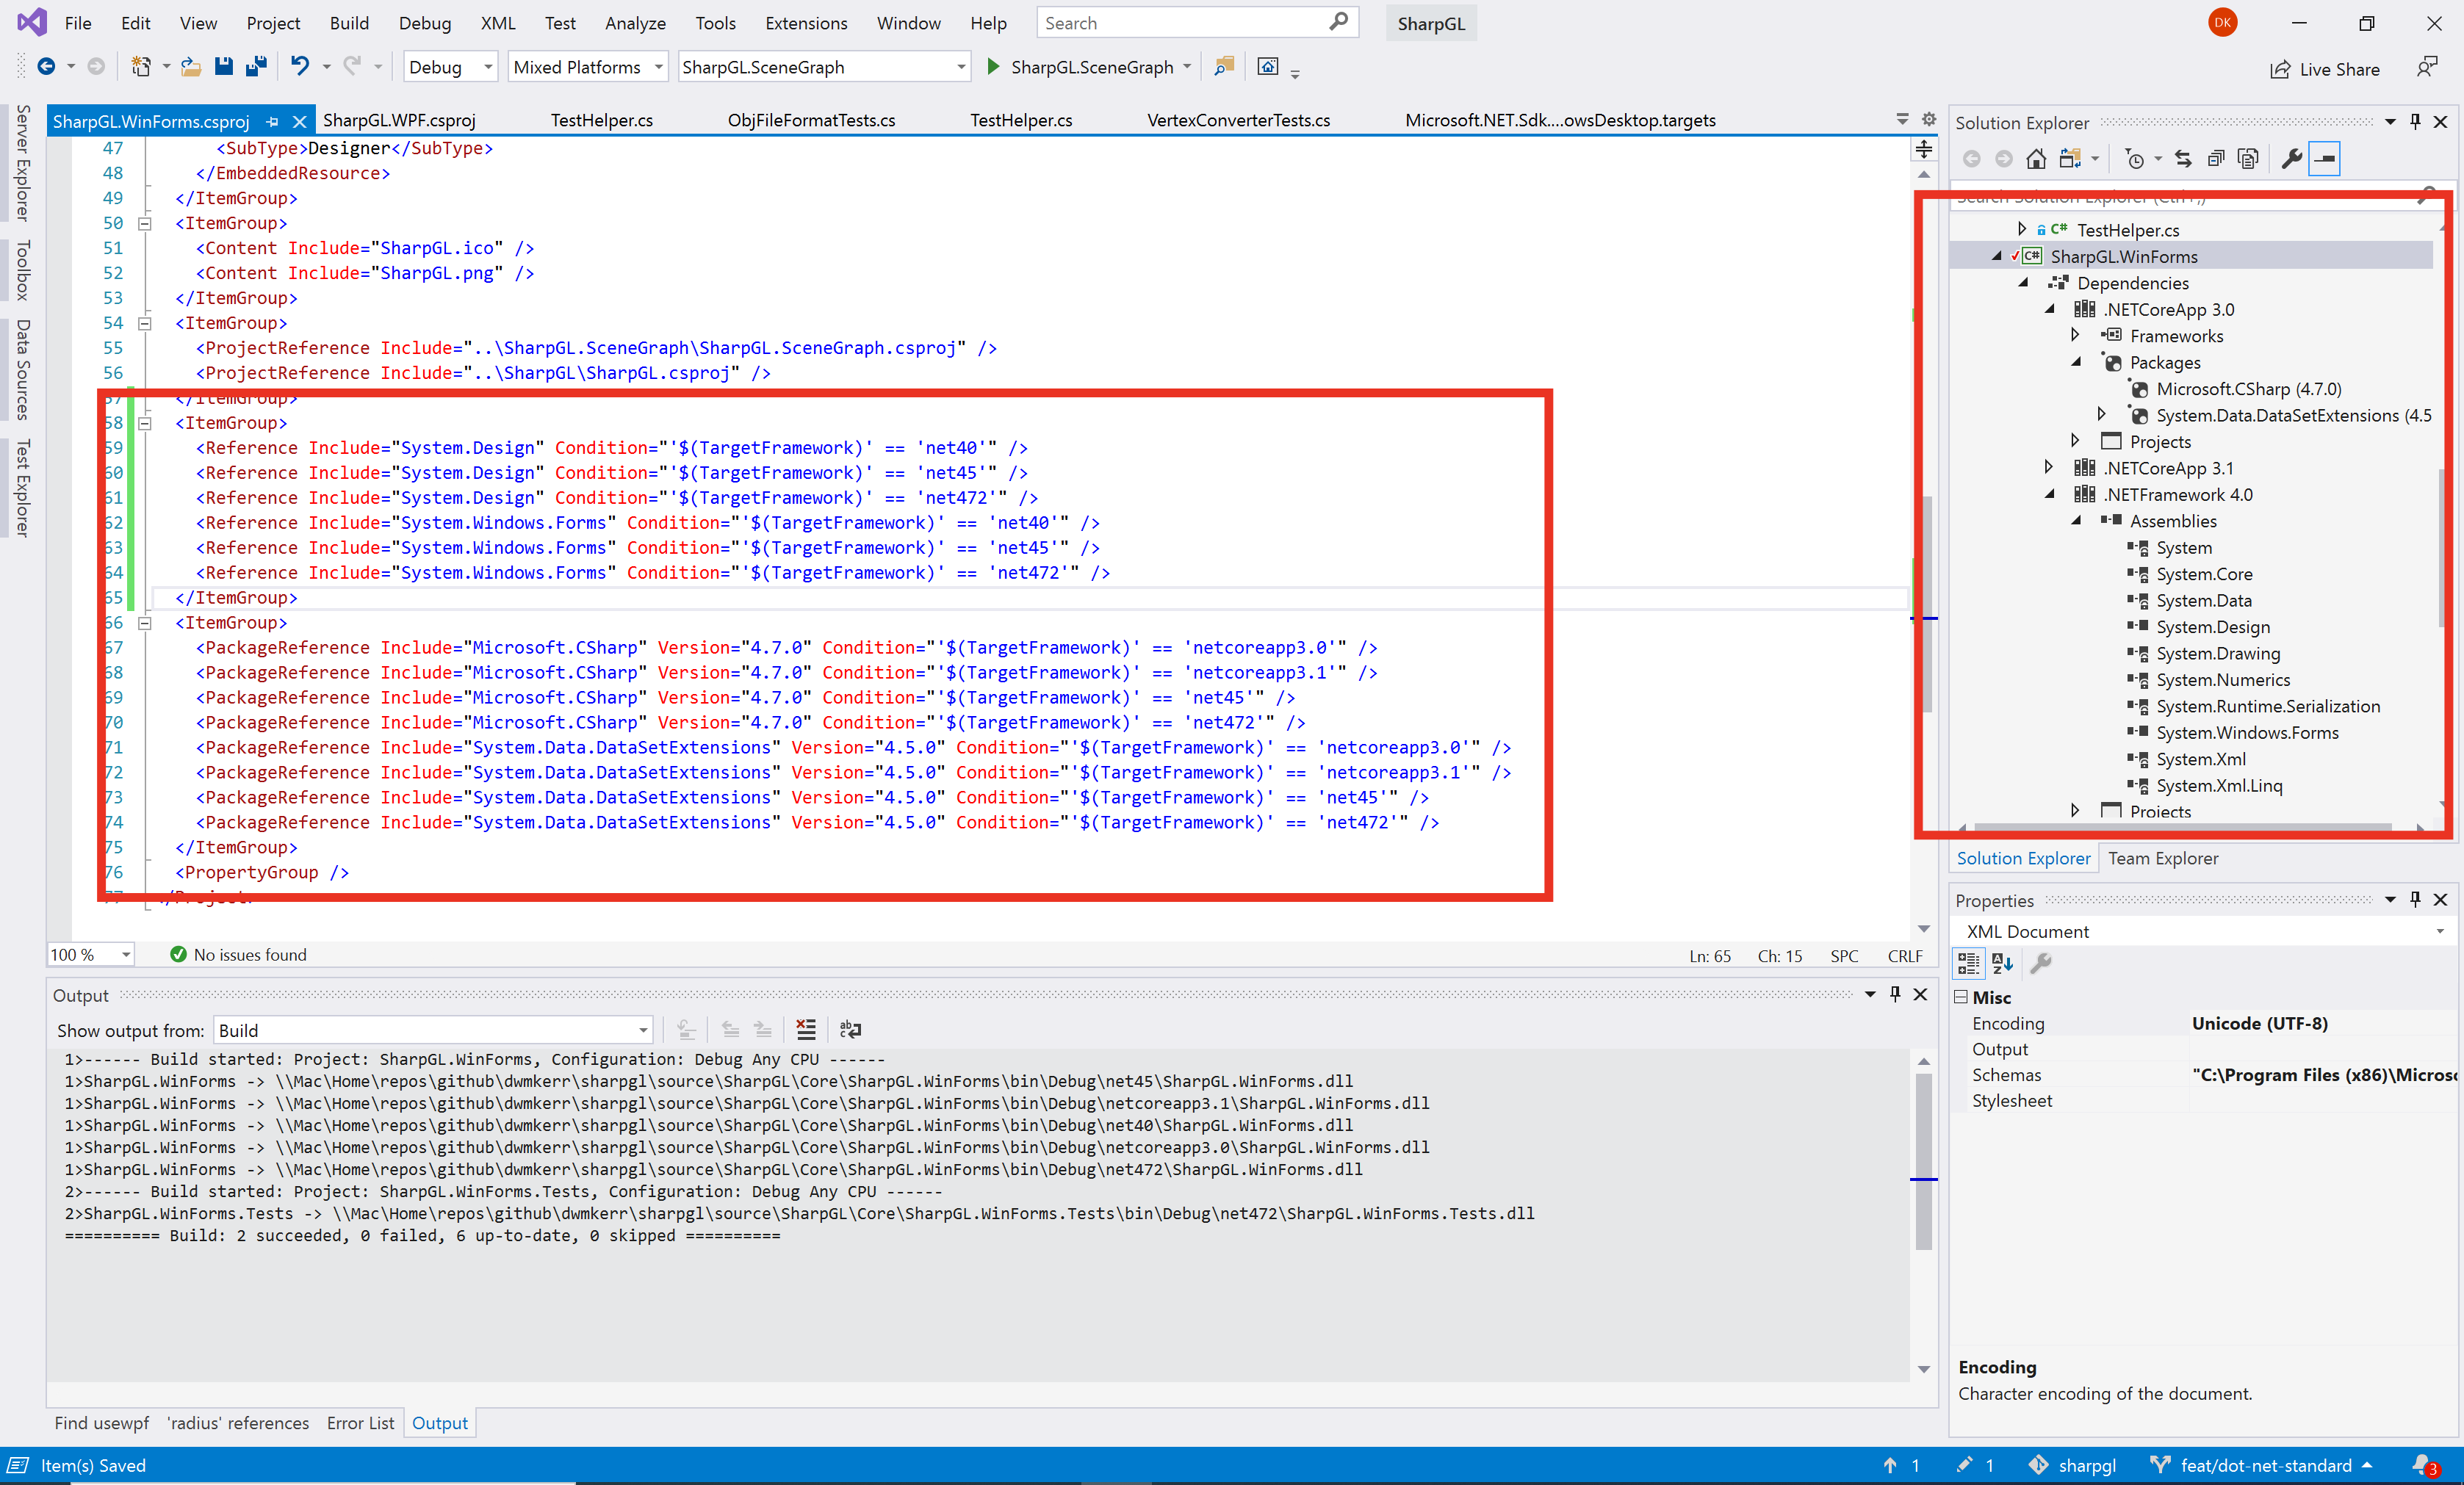 File Edit View Project Build Debug XML Test Analyze Tools Extensions Window Help Search SharpGL DK
Debug Mixed Platforms SharpGL.SceneGraph SharpGL.SceneGraph Live Share
Server Explorer
Toolbox
Data Sources
Test Explorer
SharpGL.WinForms.csproj SharpGL.WPF.csproj TestHelper.cs ObjFileFormatTests.cs TestHelper.cs VertexConverterTests.cs Microsoft.NET.Sdk....owsDesktop.targets
47 <SubType>Designer</SubType>
48 </EmbeddedResource>
49 </ItemGroup>
50 <ItemGroup>
51 <Content Include="SharpGL.ico" />
52 <Content Include="SharpGL.png" />
53 </ItemGroup>
54 <ItemGroup>
55 <ProjectReference Include="..\SharpGL.SceneGraph\SharpGL.SceneGraph.csproj" />
56 <ProjectReference Include="..\SharpGL\SharpGL.csproj" />
57 </ItemGroup>
58 <ItemGroup>
59 <Reference Include="System.Design" Condition="'$(TargetFramework)' == 'net40'" />
60 <Reference Include="System.Design" Condition="'$(TargetFramework)' == 'net45'" />
61 <Reference Include="System.Design" Condition="'$(TargetFramework)' == 'net472'" />
62 <Reference Include="System.Windows.Forms" Condition="'$(TargetFramework)' == 'net40'" />
63 <Reference Include="System.Windows.Forms" Condition="'$(TargetFramework)' == 'net45'" />
64 <Reference Include="System.Windows.Forms" Condition="'$(TargetFramework)' == 'net472'" />
65 </ItemGroup>
66 <ItemGroup>
67 <PackageReference Include="Microsoft.CSharp" Version="4.7.0" Condition="'$(TargetFramework)' == 'netcoreapp3.0'" />
68 <PackageReference Include="Microsoft.CSharp" Version="4.7.0" Condition="'$(TargetFramework)' == 'netcoreapp3.1'" />
69 <PackageReference Include="Microsoft.CSharp" Version="4.7.0" Condition="'$(TargetFramework)' == 'net45'" />
70 <PackageReference Include="Microsoft.CSharp" Version="4.7.0" Condition="'$(TargetFramework)' == 'net472'" />
71 <PackageReference Include="System.Data.DataSetExtensions" Version="4.5.0" Condition="'$(TargetFramework)' == 'netcoreapp3.0'" />
72 <PackageReference Include="System.Data.DataSetExtensions" Version="4.5.0" Condition="'$(TargetFramework)' == 'netcoreapp3.1'" />
73 <PackageReference Include="System.Data.DataSetExtensions" Version="4.5.0" Condition="'$(TargetFramework)' == 'net45'" />
74 <PackageReference Include="System.Data.DataSetExtensions" Version="4.5.0" Condition="'$(TargetFramework)' == 'net472'" />
75 </ItemGroup>
76 <PropertyGroup />
77 </Project>
100 % No issues found Ln: 65 Ch: 15 SPC CRLF
Output
Show output from: Build
1>------ Build started: Project: SharpGL.WinForms, Configuration: Debug Any CPU ------
1>SharpGL.WinForms -> \\Mac\Home\repos\github\dwmkerr\sharpgl\source\SharpGL\Core\SharpGL.WinForms\bin\Debug\net45\SharpGL.WinForms.dll
1>SharpGL.WinForms -> \\Mac\Home\repos\github\dwmkerr\sharpgl\source\SharpGL\Core\SharpGL.WinForms\bin\Debug\netcoreapp3.1\SharpGL.WinForms.dll
1>SharpGL.WinForms -> \\Mac\Home\repos\github\dwmkerr\sharpgl\source\SharpGL\Core\SharpGL.WinForms\bin\Debug\net40\SharpGL.WinForms.dll
1>SharpGL.WinForms -> \\Mac\Home\repos\github\dwmkerr\sharpgl\source\SharpGL\Core\SharpGL.WinForms\bin\Debug\netcoreapp3.0\SharpGL.WinForms.dll
1>SharpGL.WinForms -> \\Mac\Home\repos\github\dwmkerr\sharpgl\source\SharpGL\Core\SharpGL.WinForms\bin\Debug\net472\SharpGL.WinForms.dll
2>------ Build started: Project: SharpGL.WinForms.Tests, Configuration: Debug Any CPU ------
2>SharpGL.WinForms.Tests -> \\Mac\Home\repos\github\dwmkerr\sharpgl\source\SharpGL\Core\SharpGL.WinForms.Tests\bin\Debug\net472\SharpGL.WinForms.Tests.dll
========== Build: 2 succeeded, 0 failed, 6 up-to-date, 0 skipped ==========
Find usewpf 'radius' references Error List Output
Solution Explorer
Search Solution Explorer (Ctrl+;)
C# TestHelper.cs
C# SharpGL.WinForms
Dependencies
.NETCoreApp 3.0
Frameworks
Packages
Microsoft.CSharp (4.7.0)
System.Data.DataSetExtensions (4.5
Projects
.NETCoreApp 3.1
.NETFramework 4.0
Assemblies
System
System.Core
System.Data
System.Design
System.Drawing
System.Numerics
System.Runtime.Serialization
System.Windows.Forms
System.Xml
System.Xml.Linq
Projects
Solution Explorer Team Explorer
Properties
XML Document
Misc
Encoding Unicode (UTF-8)
Output
Schemas "C:\Program Files (x86)\Microso
Stylesheet
Encoding
Character encoding of the document.
Item(s) Saved 1 1 sharpgl feat/dot-net-standard 3